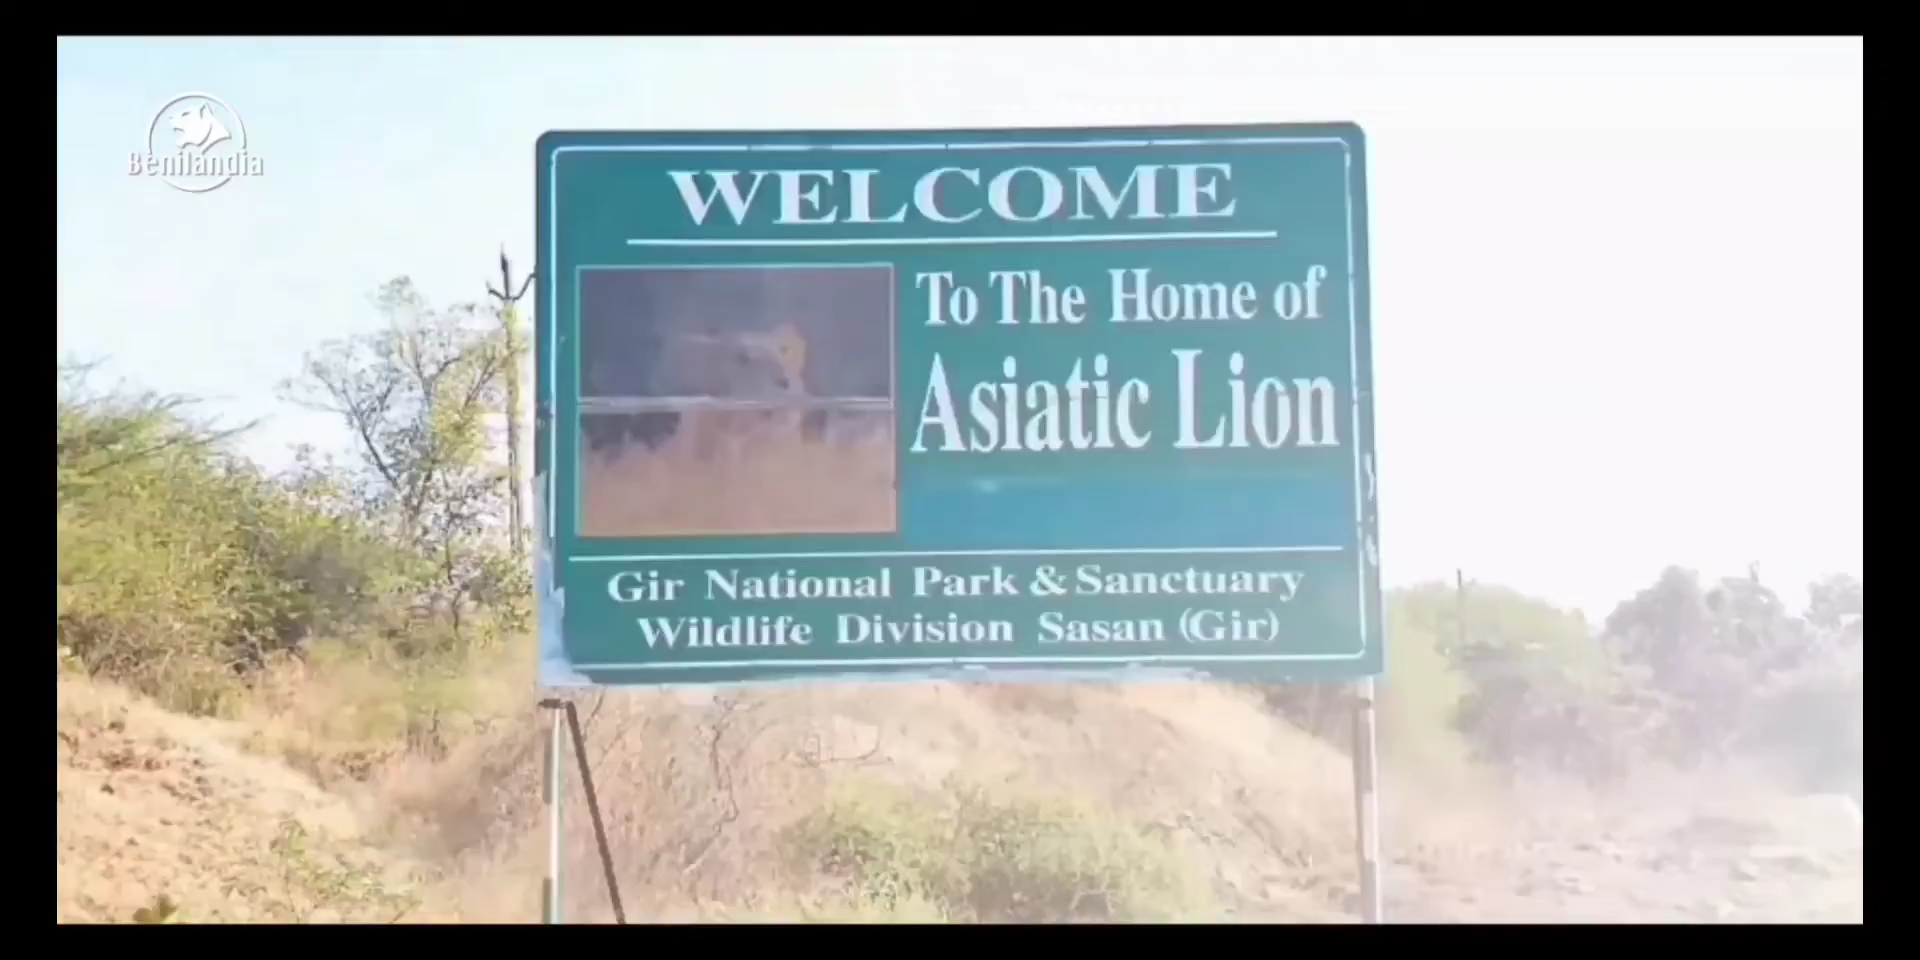 Benilandia
WELCOME
To The Home of
Asiatic Lion
Gir National Park & Sanctuary
Wildlife Division Sasan (Gir)